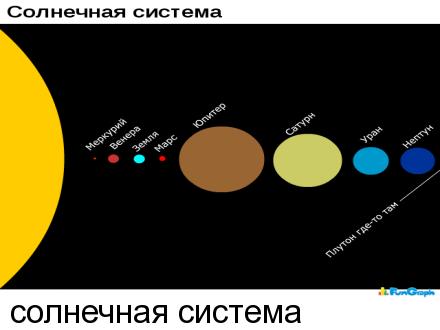 Солнечная система
Меркурий
Венера
Земля
Марс
Юпитер
Сатурн
Уран
Нептун
Плутон где-то там
FunGraph
солнечная система